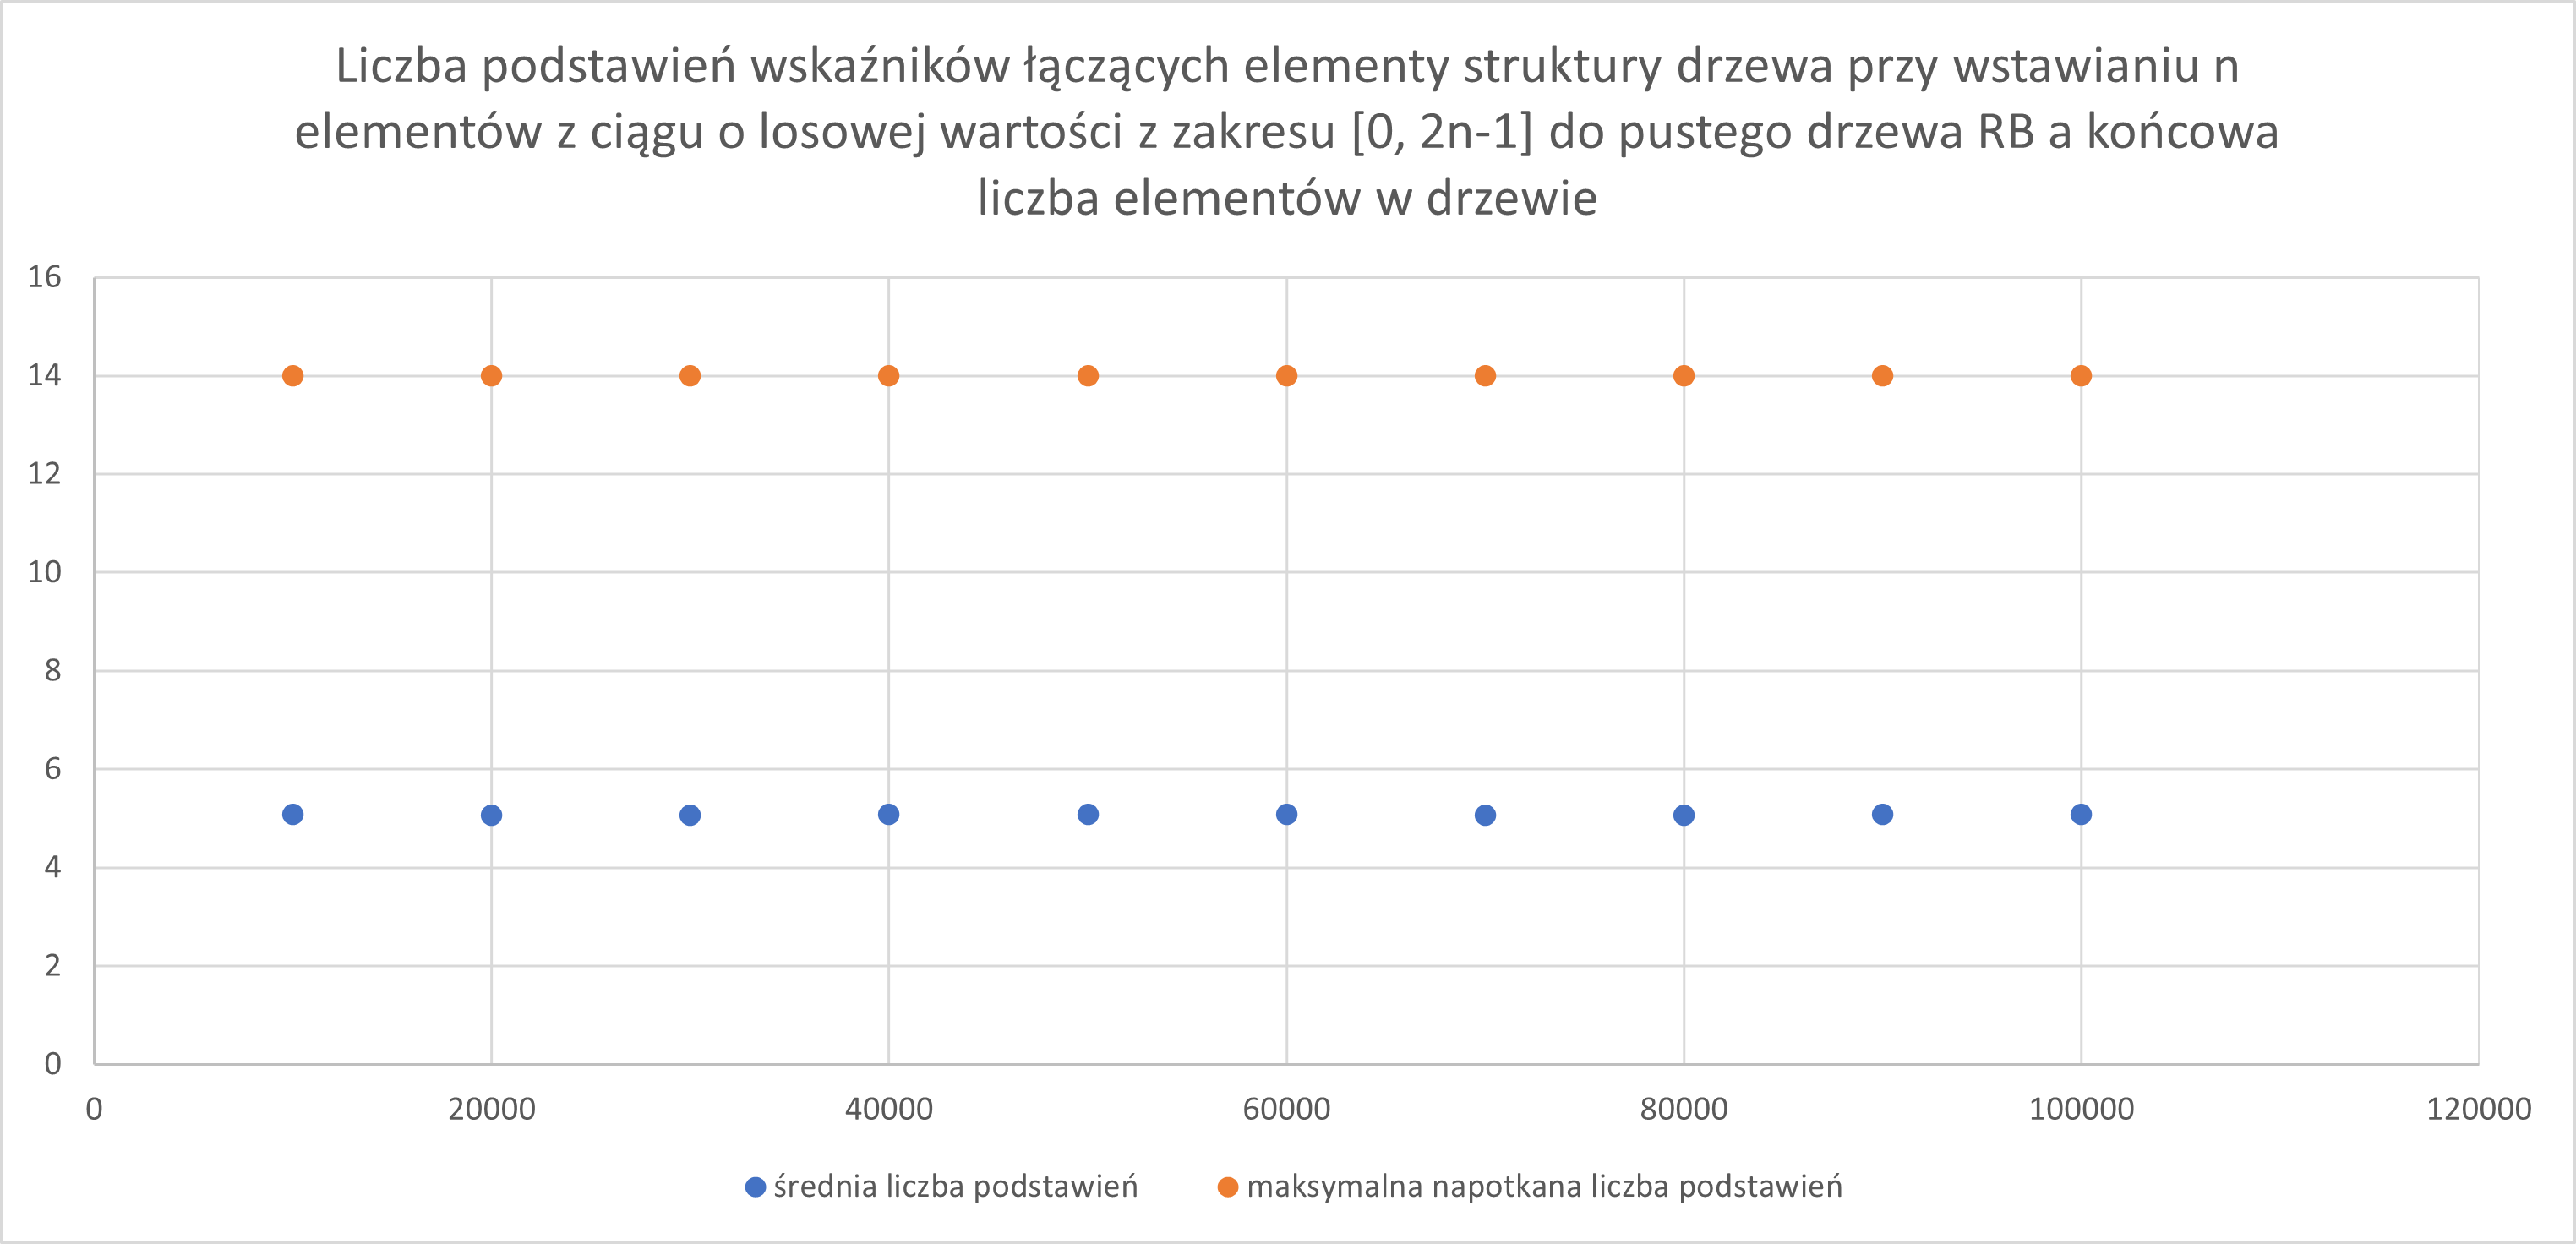 Liczba podstawień wskaźników łączących elementy struktury drzewa przy wstawianiu n
elementów z ciągu o losowej wartości z zakresu [0, 2n-1] do pustego drzewa RB a końcowa
liczba elementów w drzewie
16
14
12
10
8
6
4
2
0
0 20000 40000 60000 80000 100000 120000
średnia liczba podstawień maksymalna napotkana liczba podstawień